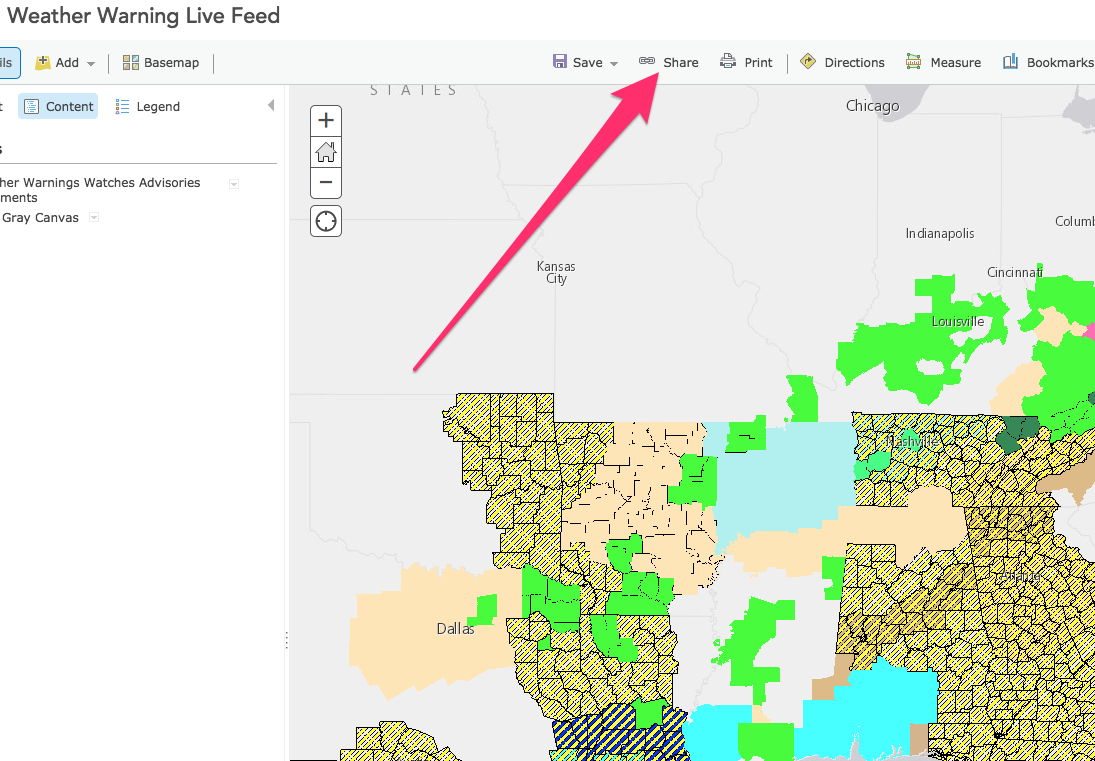 Weather Warning Live Feed
ils Add Basemap Save Share Print Directions Measure Bookmarks
t Content Legend
s
her Warnings Watches Advisories
ments
Gray Canvas
STATES
Chicago
Indianapolis
Columb
Kansas
City
Cincinnati
Louisville
Nashville
Atlanta
Dallas